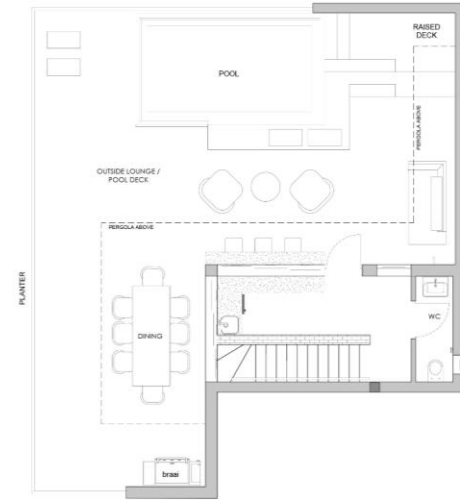 RAISED
DECK
POOL
PERGOLA ABOVE
OUTSIDE LOUNGE /
POOL DECK
PERGOLA ABOVE
PLANTER
DINING
WC
braai